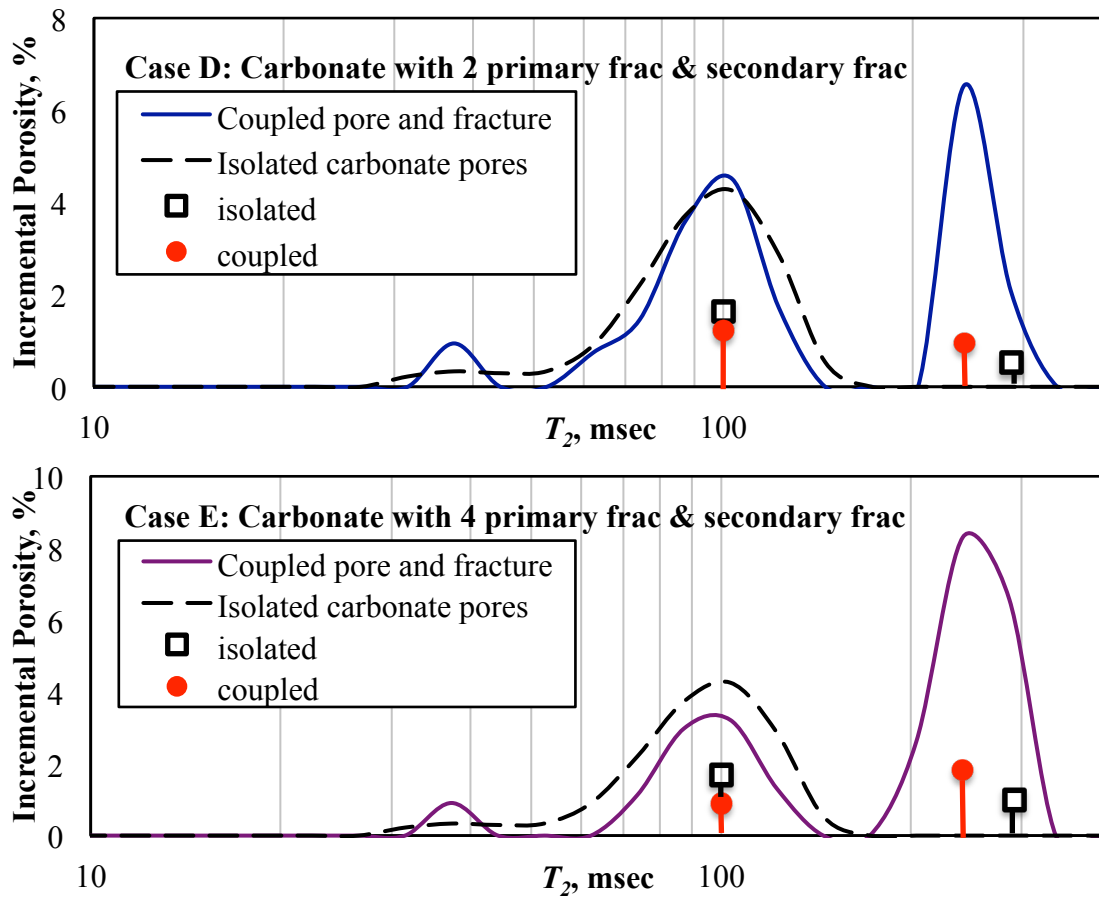 8
Case D: Carbonate with 2 primary frac & secondary frac
Coupled pore and fracture
Isolated carbonate pores
isolated
coupled
6
4
2
0
Incremental Porosity, %
10
T2, msec
100
10
Case E: Carbonate with 4 primary frac & secondary frac
Coupled pore and fracture
Isolated carbonate pores
isolated
coupled
8
6
4
2
0
Incremental Porosity, %
10
T2, msec
100